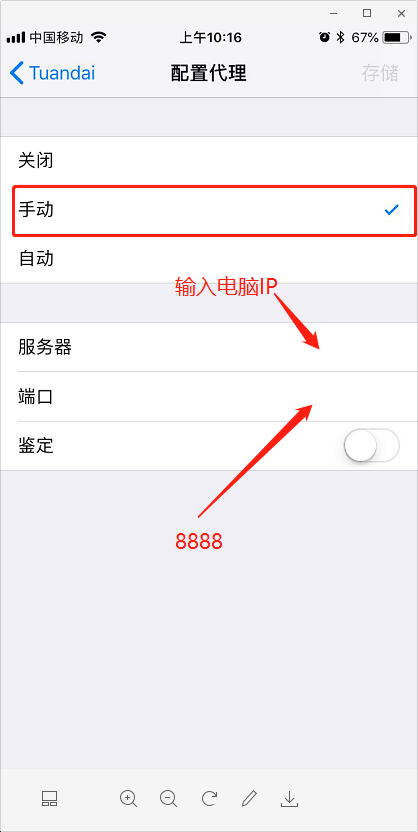 中国移动 上午10:16 67%
Tuandai 配置代理 存储
关闭
手动
自动
输入电脑IP
服务器
端口
鉴定
8888